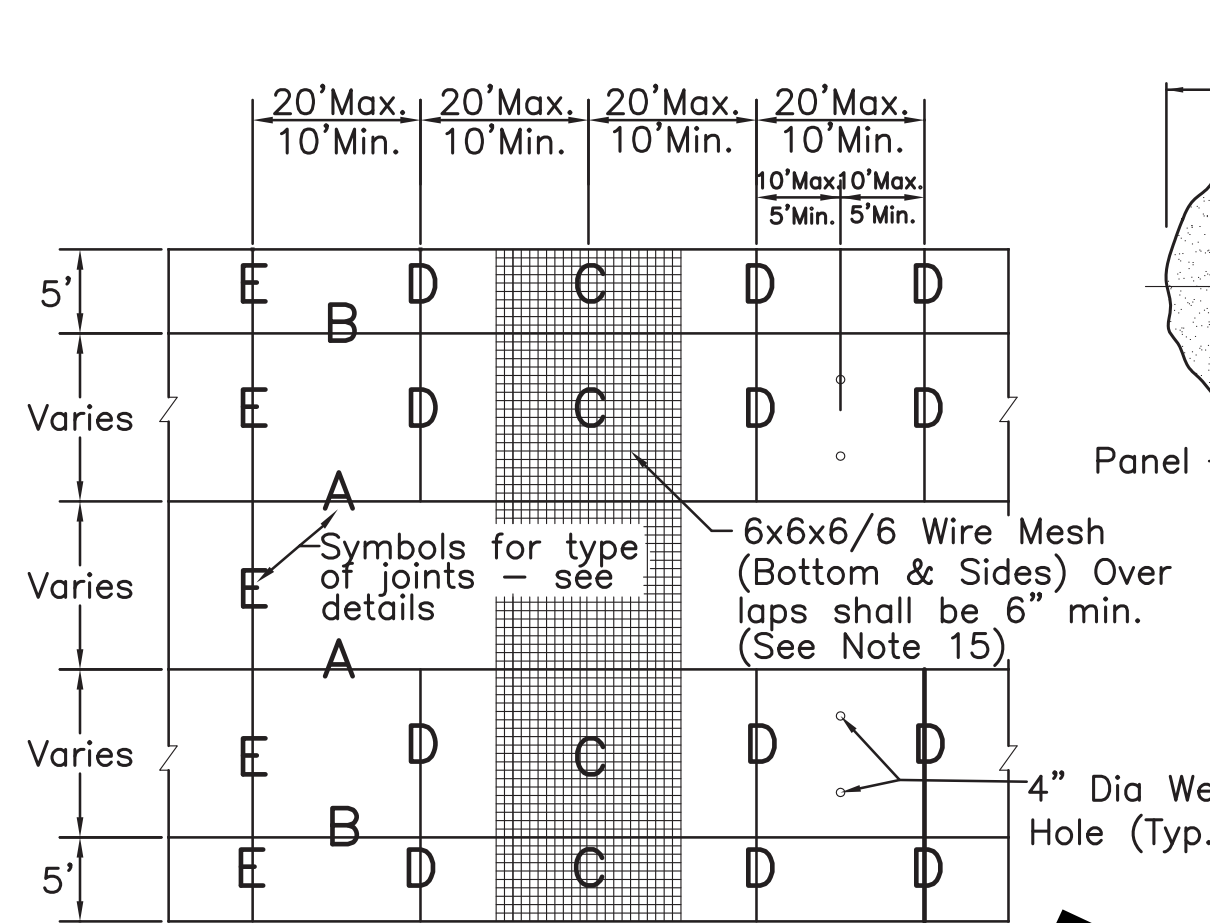 20'Max. 20'Max. 20'Max. 20'Max.
10'Min. 10'Min. 10'Min. 10'Min.
10'Max. 10'Max.
5'Min. 5'Min.
5' E D C D D
B
Varies E D C D D
A
Panel
6x6x6/6 Wire Mesh
(Bottom & Sides) Over
laps shall be 6" min.
(See Note 15)
Symbols for type
of joints – see
details
Varies E
A
Varies E D C D D
4" Dia
Hole (Typ.
B
5' E D C D D